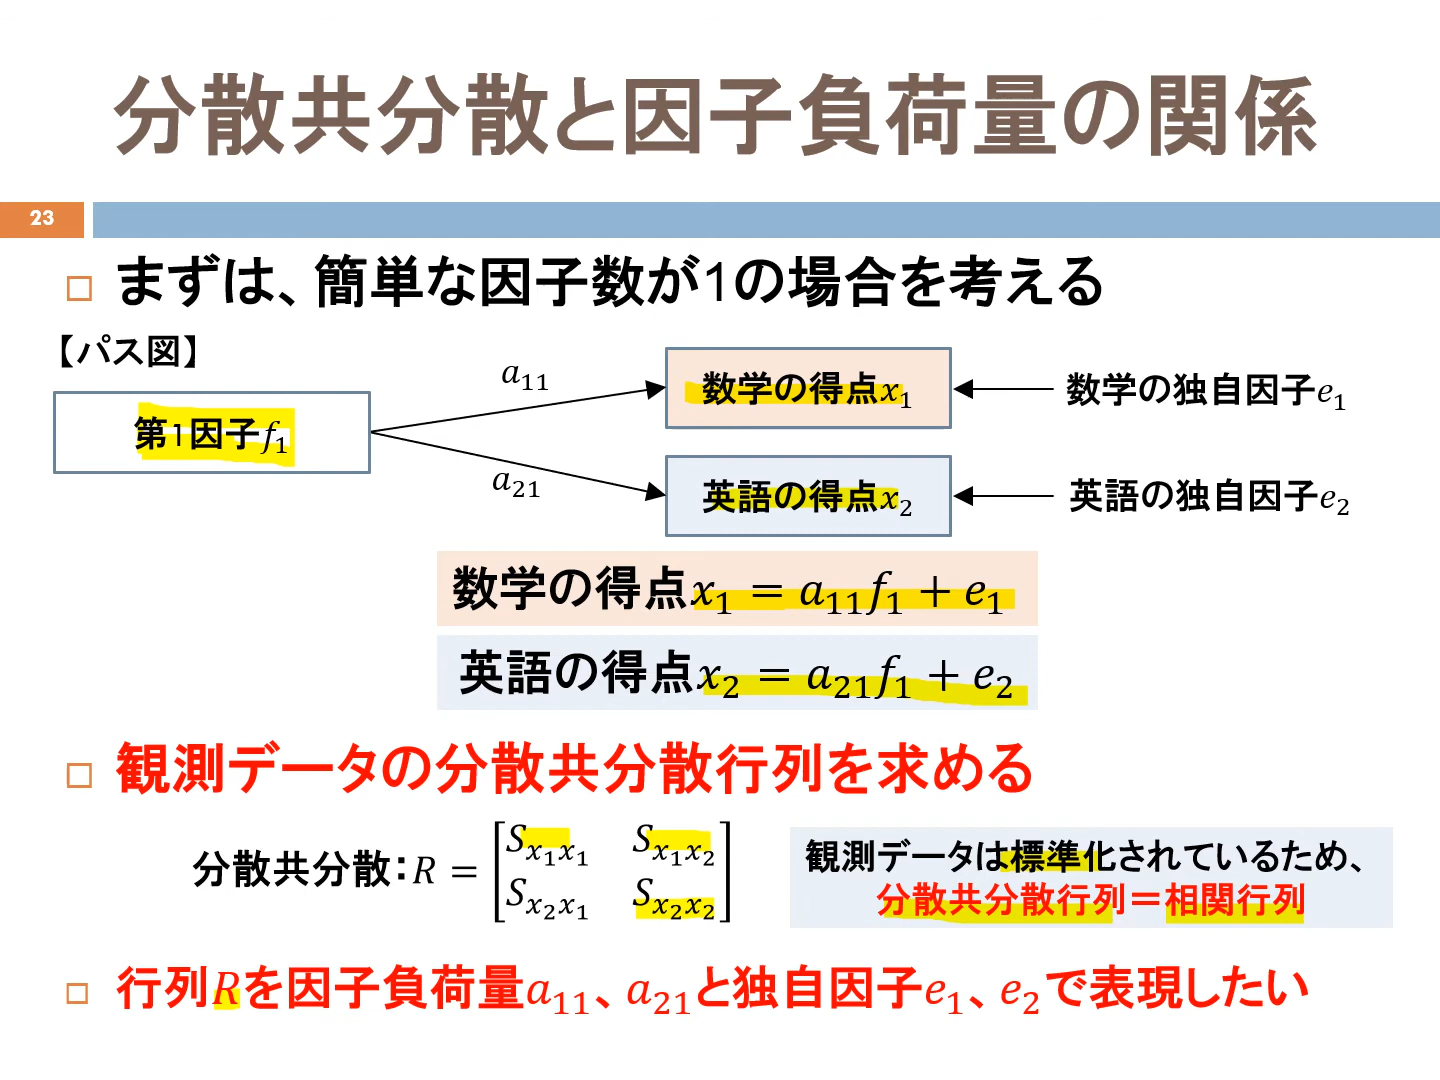 分散共分散と因子負荷量の関係
23
まずは、簡単な因子数が1の場合を考える
【パス図】
第1因子f₁
a₁₁
a₂₁
数学の得点x₁
数学の独自因子e₁
英語の得点x₂
英語の独自因子e₂
数学の得点x₁ = a₁₁f₁ + e₁
英語の得点x₂ = a₂₁f₁ + e₂
観測データの分散共分散行列を求める
分散共分散：R = [S_{x₁x₁} S_{x₁x₂}
S_{x₂x₁} S_{x₂x₂}]
観測データは標準化されているため、
分散共分散行列＝相関行列
行列Rを因子負荷量a₁₁、a₂₁と独自因子e₁、e₂で表現したい